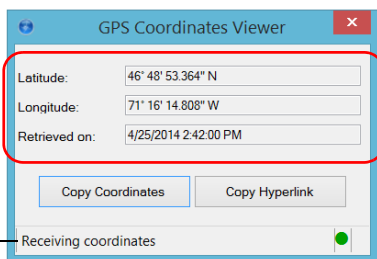 GPS Coordinates Viewer
Latitude: 46° 48' 53.364" N
Longitude: 71° 16' 14.808" W
Retrieved on: 4/25/2014 2:42:00 PM
Copy Coordinates Copy Hyperlink
Receiving coordinates